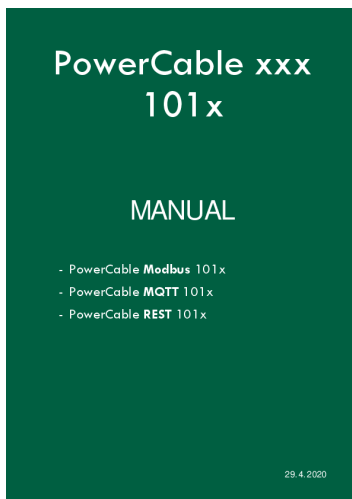 PowerCable xxx
101x
MANUAL
- PowerCable Modbus 101x
- PowerCable MQTT 101x
- PowerCable REST 101x
29.4.2020